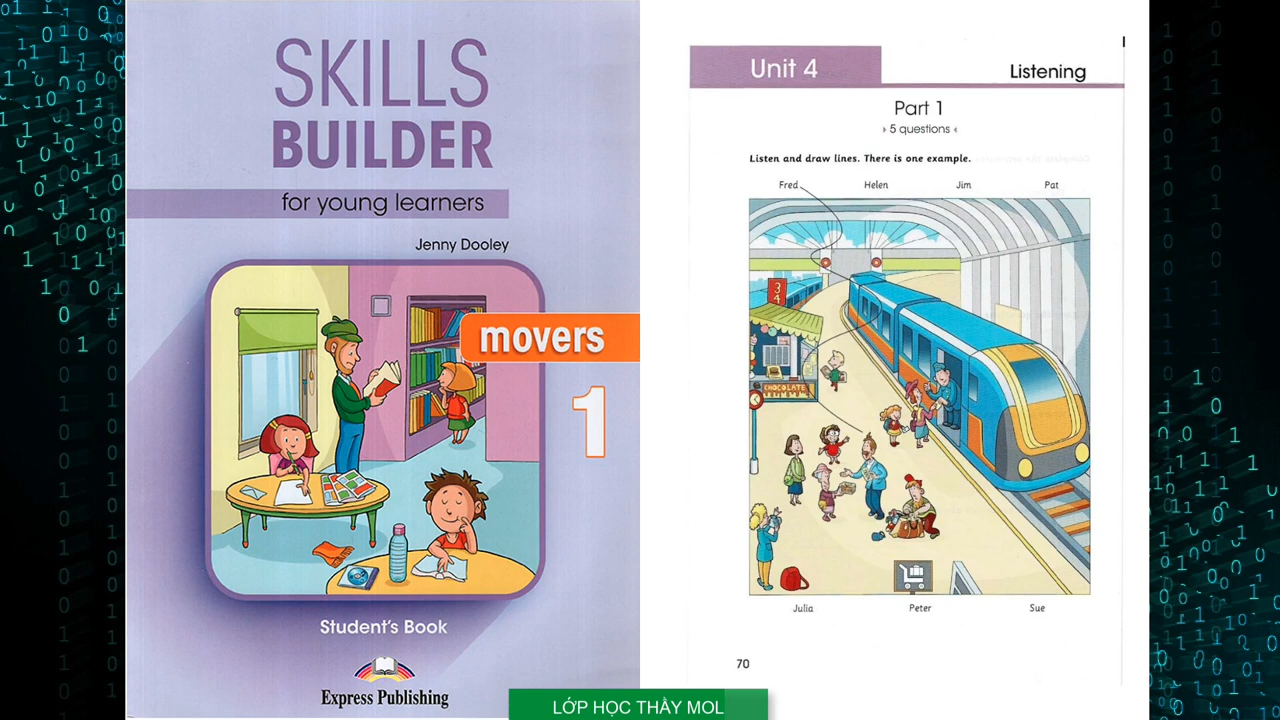 SKILLS
BUILDER
for young learners
Jenny Dooley
movers
1
Student's Book
Express Publishing
Unit 4
Listening
Part 1
5 questions
Listen and draw lines. There is one example.
Fred Helen Jim Pat
3
4
CHOCOLATE
Julia Peter Sue
70
LỚP HỌC THẦY MOL